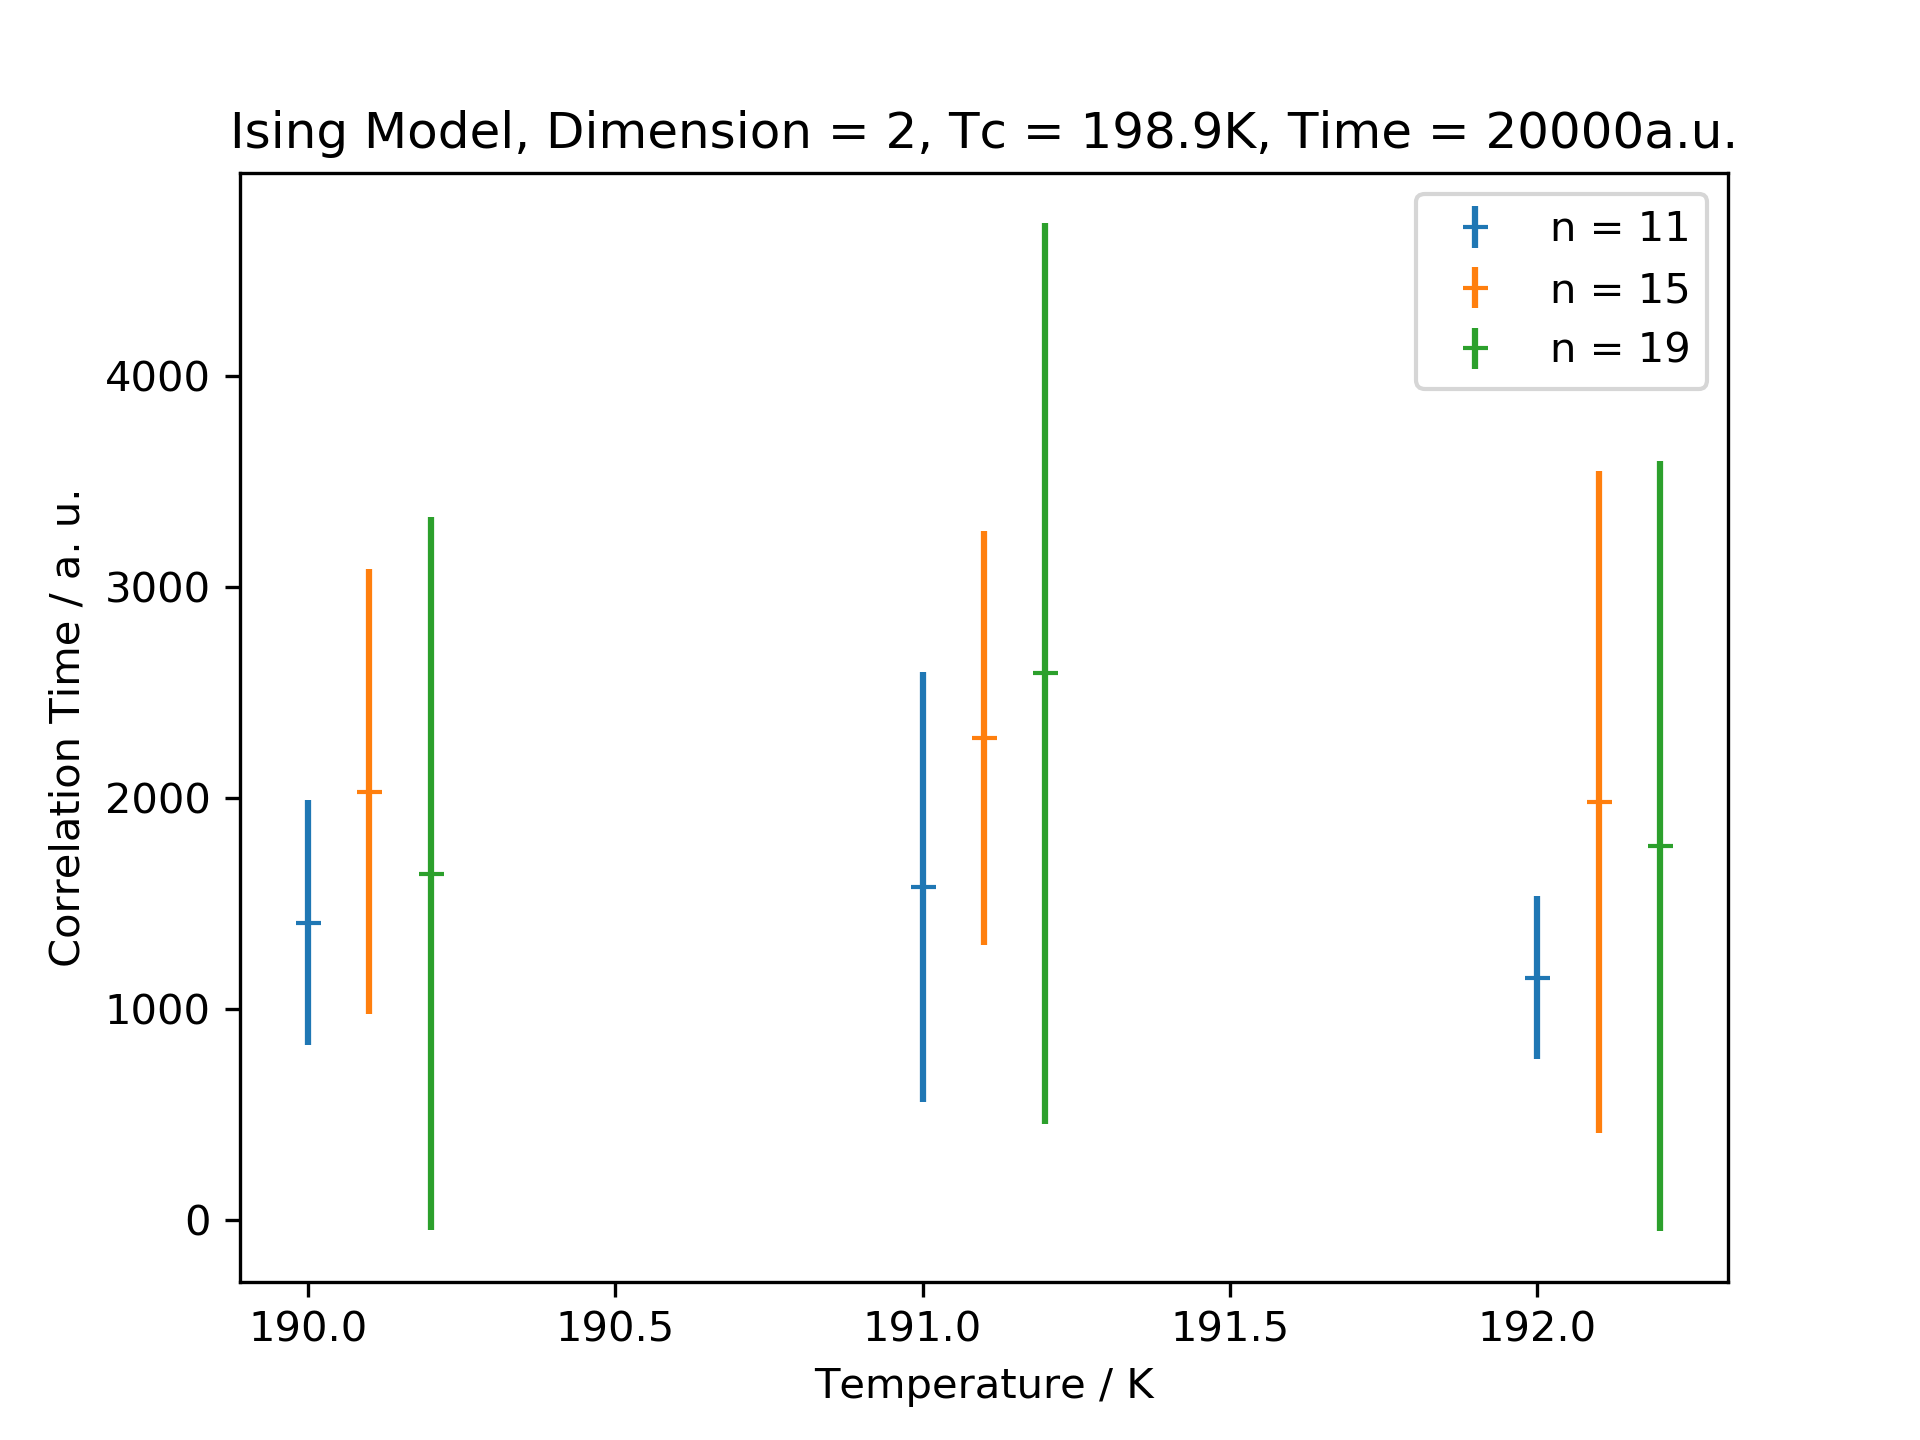 Ising Model, Dimension = 2, Tc = 198.9K, Time = 20000a.u.
n = 11
n = 15
n = 19
Correlation Time / a. u.
4000
3000
2000
1000
0
190.0 190.5 191.0 191.5 192.0
Temperature / K